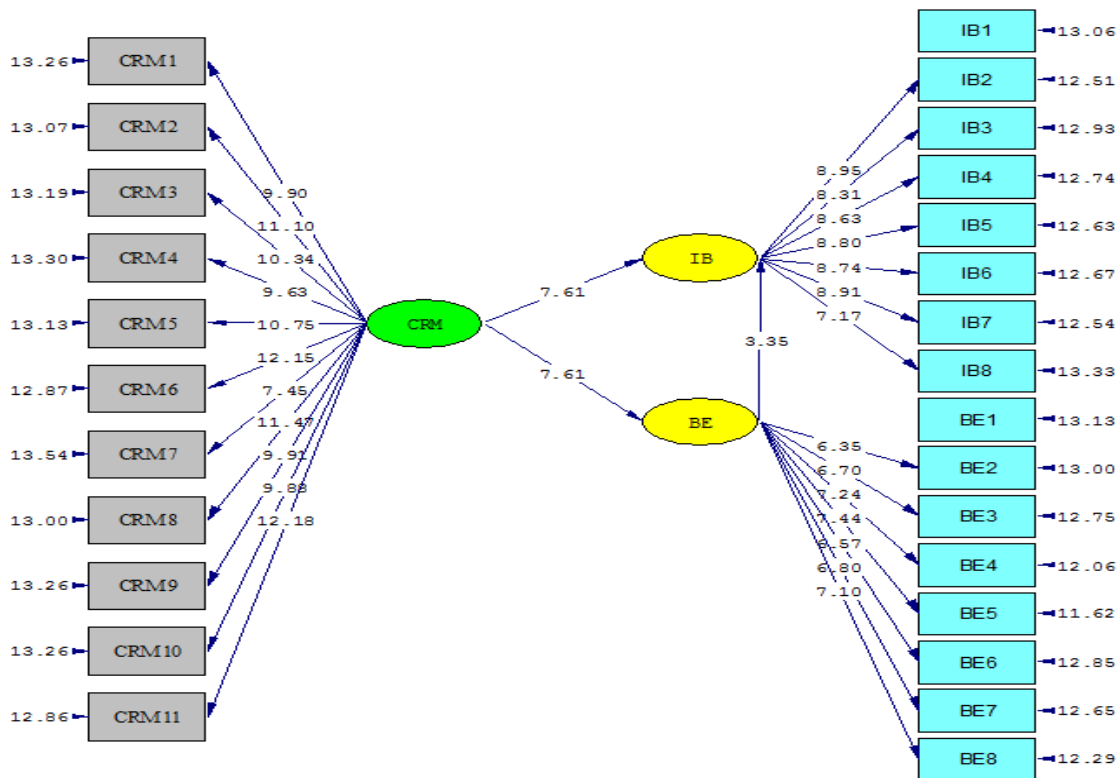 13.26 CRM1
13.07 CRM2
13.19 CRM3
13.30 CRM4
13.13 CRM5
12.87 CRM6
13.54 CRM7
13.00 CRM8
13.26 CRM9
13.26 CRM10
12.86 CRM11
9.90
11.10
10.34
9.63
10.75
12.15
7.45
11.47
9.91
9.88
12.18
CRM
7.61
7.61
IB
BE
3.35
8.95
8.31
8.63
8.80
8.74
8.91
7.17
6.35
6.70
7.24
7.44
6.57
6.80
7.10
IB1 13.06
IB2 12.51
IB3 12.93
IB4 12.74
IB5 12.63
IB6 12.67
IB7 12.54
IB8 13.33
BE1 13.13
BE2 13.00
BE3 12.75
BE4 12.06
BE5 11.62
BE6 12.85
BE7 12.65
BE8 12.29